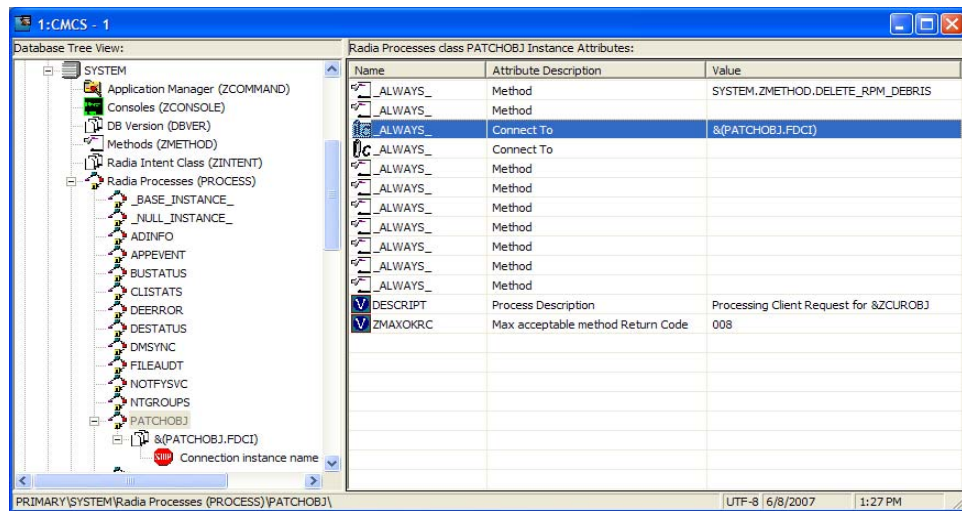 1:CMCS - 1
Database Tree View:
SYSTEM
Application Manager (ZCOMMAND)
Consoles (ZCONSOLE)
DB Version (DBVER)
Methods (ZMETHOD)
Radia Intent Class (ZINTENT)
Radia Processes (PROCESS)
_BASE_INSTANCE_
_NULL_INSTANCE_
ADINFO
APPEVENT
BUSTATUS
CLISTATS
DEERROR
DESTATUS
DMSYNC
FILEAUDT
NOTFYSVC
NTGROUPS
PATCHOBJ
&(PATCHOBJ.FDCI)
Connection instance name
Radia Processes class PATCHOBJ Instance Attributes:
Name Attribute Description Value
_ALWAYS_ Method SYSTEM.ZMETHOD.DELETE_RPM_DEBRIS
_ALWAYS_ Method
_ALWAYS_ Connect To &(PATCHOBJ.FDCI)
_ALWAYS_ Connect To
_ALWAYS_ Method
_ALWAYS_ Method
_ALWAYS_ Method
_ALWAYS_ Method
_ALWAYS_ Method
_ALWAYS_ Method
_ALWAYS_ Method
DESCRIPT Process Description Processing Client Request for &ZCUROBJ
ZMAXOKRC Max acceptable method Return Code 008
PRIMARY\SYSTEM\Radia Processes (PROCESS)\PATCHOBJ\ UTF-8 6/8/2007 1:27 PM